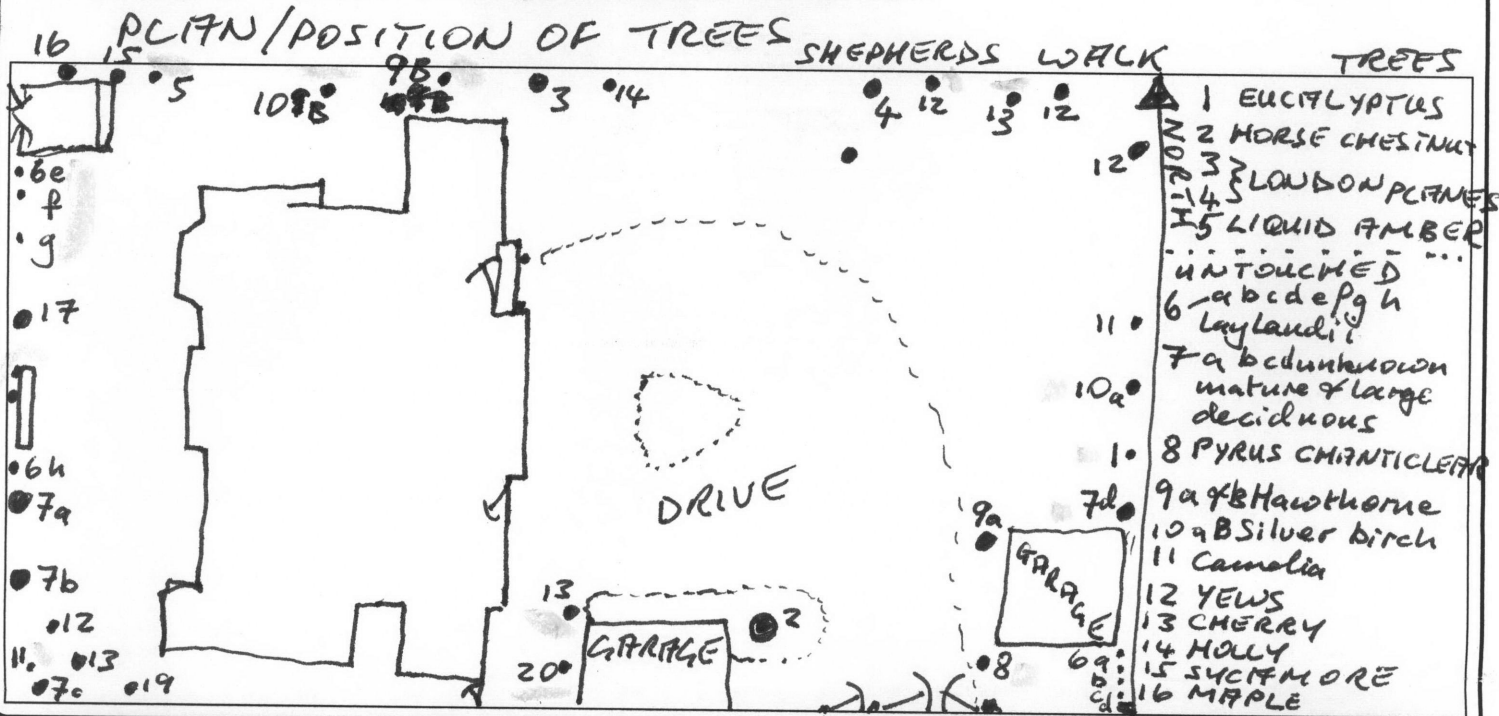 PLAN/POSITION OF TREES
SHEPHERDS WALK
TREES
16
15
5
10B
9B
3
14
4
12
13
12
12
NORTH
1 EUCALYPTUS
2 HORSE CHESTNUT
3 } LONDON PLANES
4 }
5 LIQUID AMBER
UNTOUCHED
6 - a b c d e f g h
Laylandii
7 a b c d unknown
mature & large
deciduous
8 PYRUS CHANTICLEAR
9 a & B Hawthorne
10 a B Silver birch
11 Camelia
12 YEWS
13 CHERRY
14 HOLLY
15 SYCAMORE
16 MAPLE
6e
f
g
17
6h
7a
7b
12
11
13
7c
19
DRIVE
11
10a
1
7d
9a
GARAGE
13
GARAGE
2
20
8
6a
b
c
d